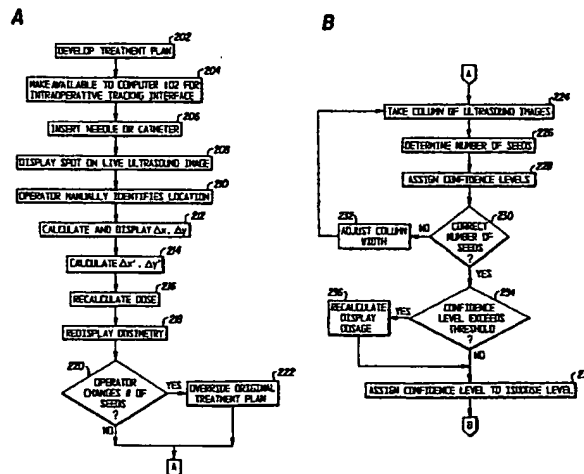 A
202
DEVELOP TREATMENT PLAN
204
MAKE AVAILABLE TO COMPUTER 102 FOR
INTRAOPERATIVE TRACKING INTERFACE
206
INSERT NEEDLE OR CATHETER
208
DISPLAY SPOT ON LIVE ULTRASOUND IMAGE
210
OPERATOR MANUALLY IDENTIFIES LOCATION
212
CALCULATE AND DISPLAY Δx, Δy
214
CALCULATE Δx', Δy'
216
RECALCULATE DOSE
218
REDISPLAY DOSIMETRY
220
OPERATOR
CHANGES # OF
SEEDS
?
YES
222
OVERRIDE ORIGINAL
TREATMENT PLAN
NO
A
B
A
224
TAKE COLUMN OF ULTRASOUND IMAGES
226
DETERMINE NUMBER OF SEEDS
228
ASSIGN CONFIDENCE LEVELS
230
CORRECT
NUMBER OF
SEEDS
?
NO
232
ADJUST COLUMN
WIDTH
YES
234
CONFIDENCE
LEVEL EXCEEDS
THRESHOLD
?
YES
236
RECALCULATE
DISPLAY
DOSAGE
NO
ASSIGN CONFIDENCE LEVEL TO ISODOSE LEVEL
B